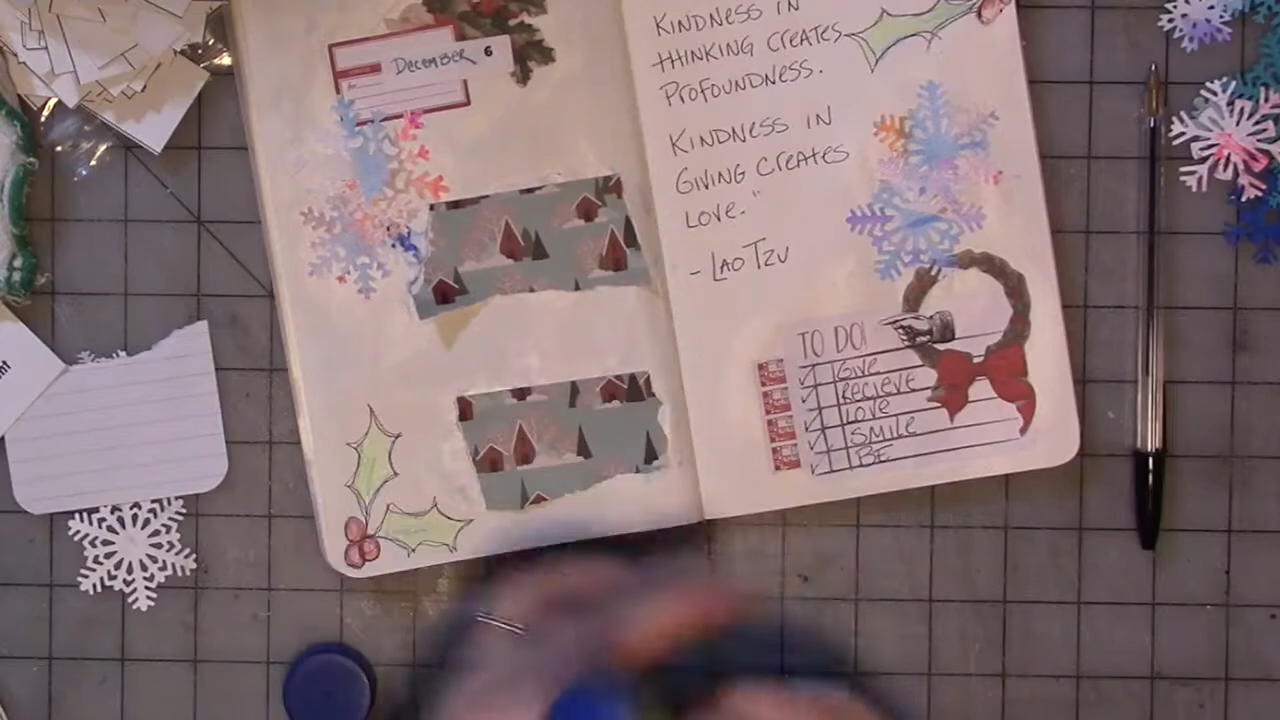 December 6
KINDNESS IN
THINKING CREATES
PROFOUNDNESS.
KINDNESS IN
GIVING CREATES
LOVE."
- LAO TZU
TO DO!
GIVE
RECIEVE
LOVE
SMILE
BE